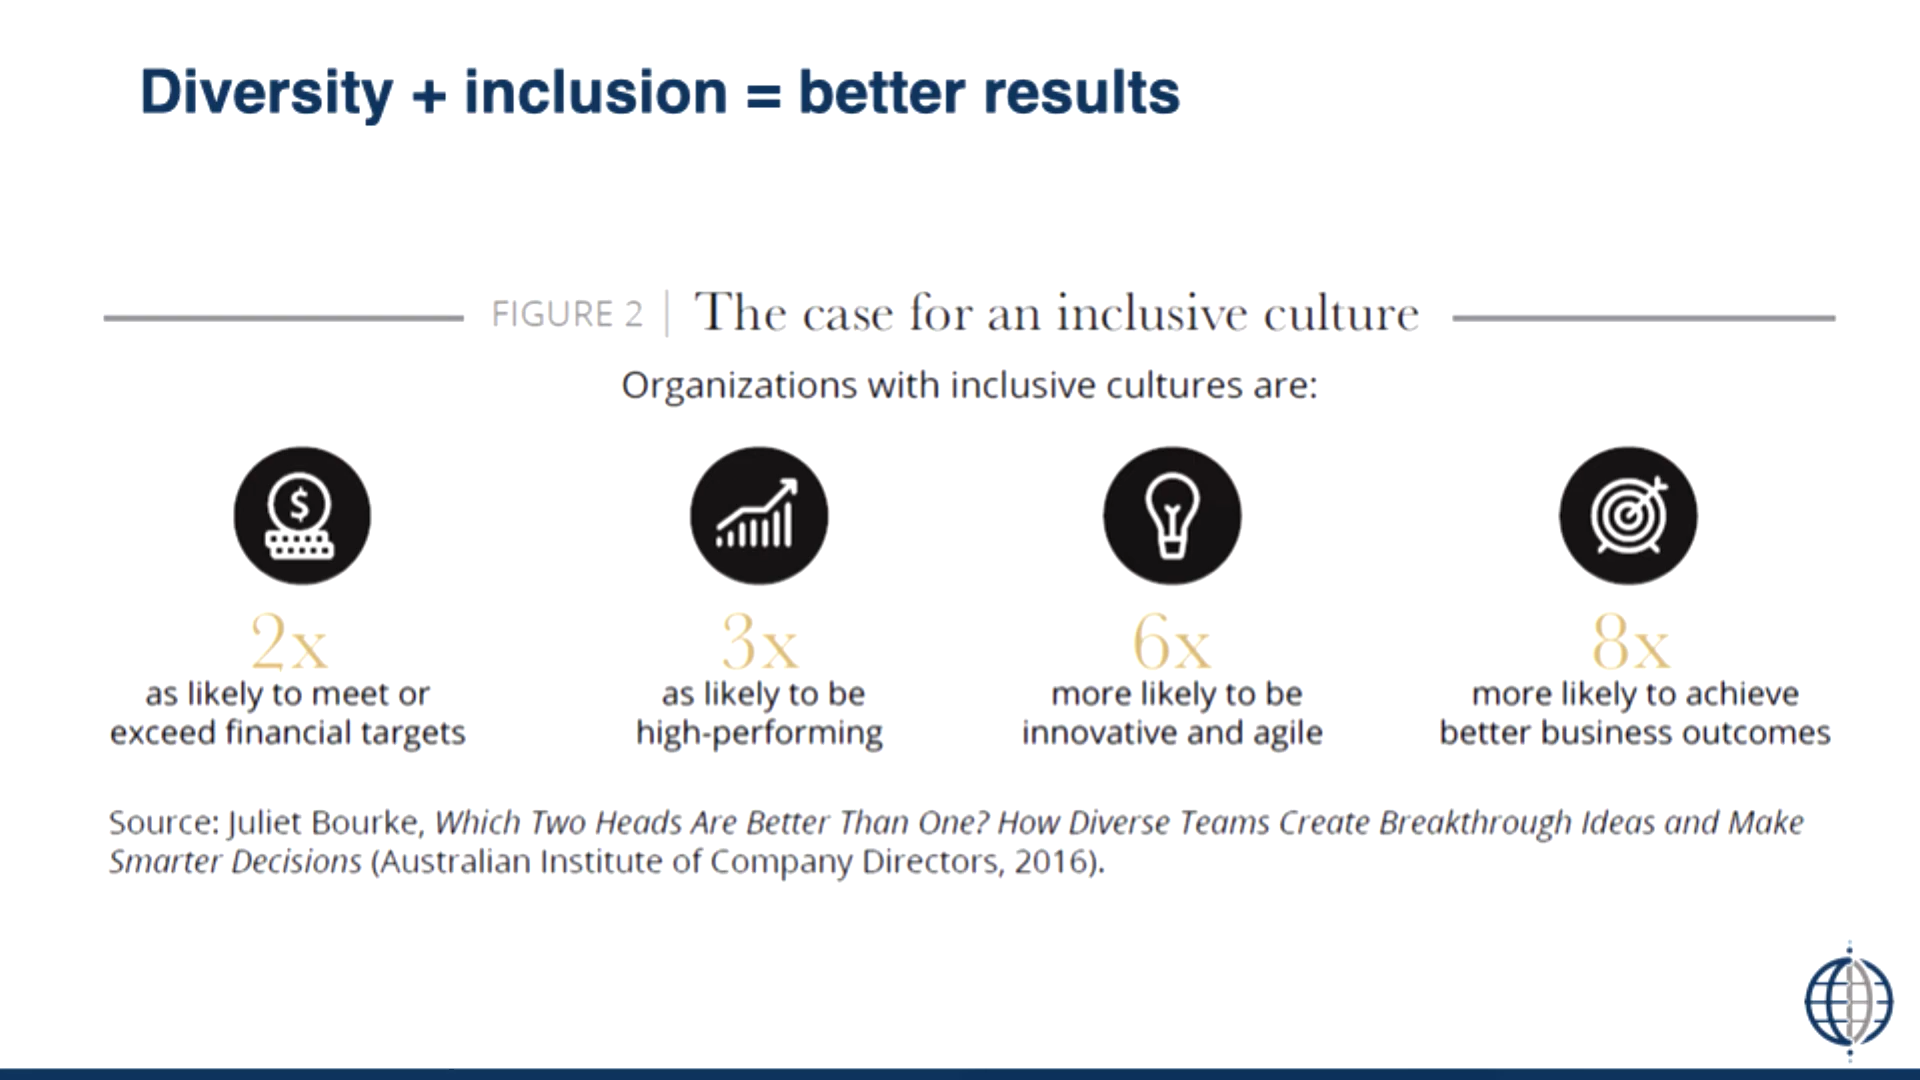 Diversity + inclusion = better results
FIGURE 2 | The case for an inclusive culture
Organizations with inclusive cultures are:
$
2x
as likely to meet or
exceed financial targets
3x
as likely to be
high-performing
6x
more likely to be
innovative and agile
8x
more likely to achieve
better business outcomes
Source: Juliet Bourke, Which Two Heads Are Better Than One? How Diverse Teams Create Breakthrough Ideas and Make
Smarter Decisions (Australian Institute of Company Directors, 2016).